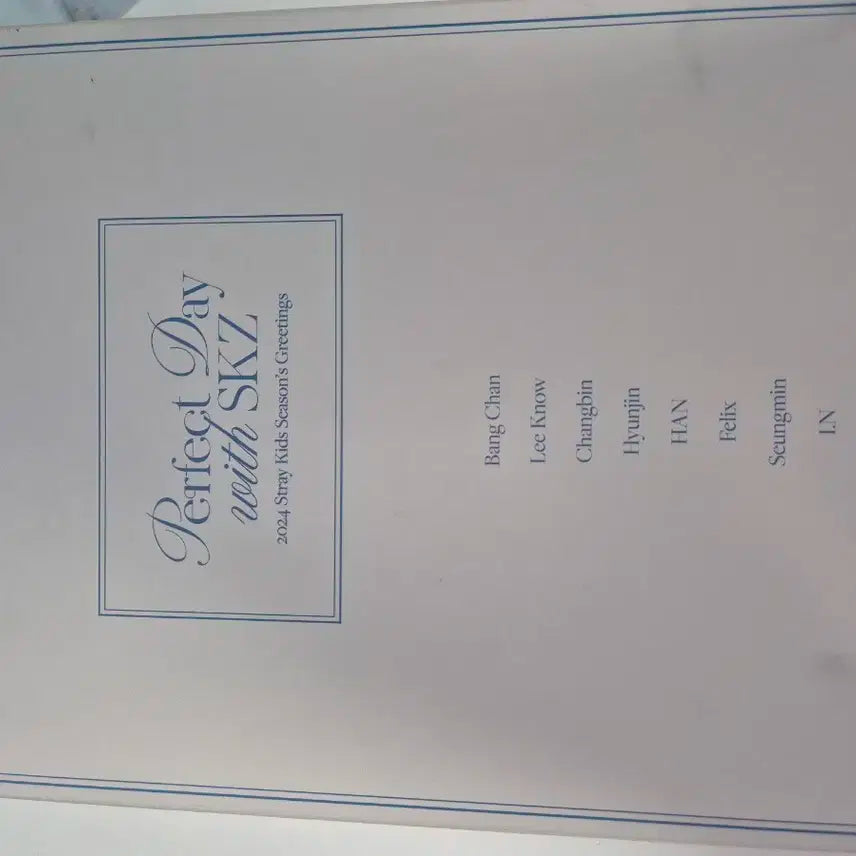 Perfect Day
with SKZ
2024 Stray Kids Season's Greetings
Bang Chan
Lee Know
Changbin
Hyunjin
HAN
Felix
Seungmin
I.N